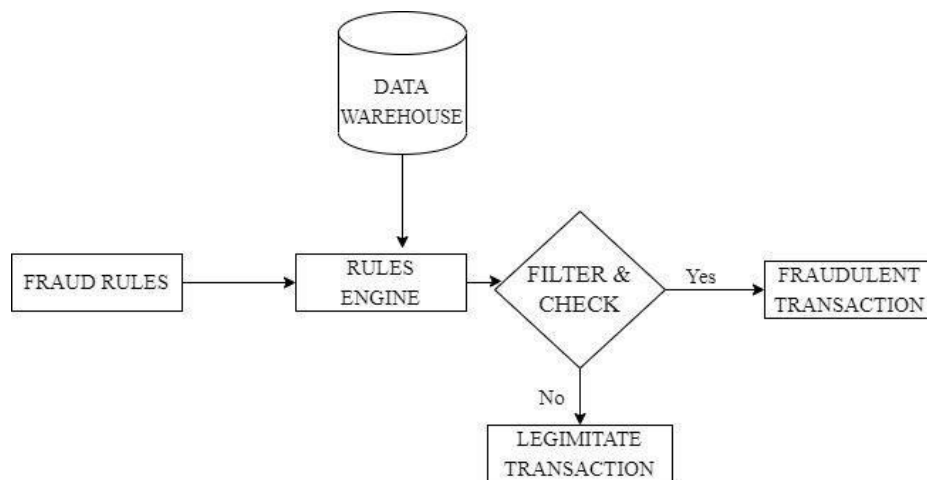 DATA
WAREHOUSE
FRAUD RULES
RULES
ENGINE
FILTER &
CHECK
Yes
FRAUDULENT
TRANSACTION
No
LEGIMITATE
TRANSACTION